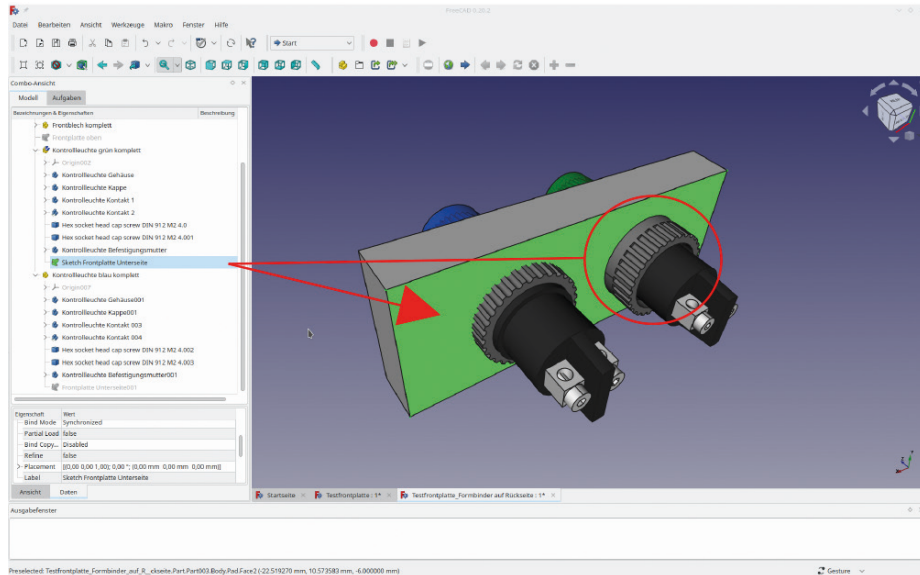 FreeCAD 0.20.2
Datei Bearbeiten Ansicht Werkzeuge Makro Fenster Hilfe
Start
Combo-Ansicht
Modell Aufgaben
Bezeichnungen & Eigenschaften Beschreibung
Frontblech komplett
Frontplatte oben
Kontrolleuchte grün komplett
Origin002
Kontrollleuchte Gehäuse
Kontrollleuchte Kappe
Kontrollleuchte Kontakt 1
Kontrollleuchte Kontakt 2
Hex socket head cap screw DIN 912 M2 4.0
Hex socket head cap screw DIN 912 M2 4.001
Kontrollleuchte Befestigungsmutter
Sketch Frontplatte Unterseite
Kontrolleuchte blau komplett
Origin007
Kontrollleuchte Gehäuse001
Kontrollleuchte Kappe001
Kontrollleuchte Kontakt 003
Kontrollleuchte Kontakt 004
Hex socket head cap screw DIN 912 M2 4.002
Hex socket head cap screw DIN 912 M2 4.003
Kontrollleuchte Befestigungsmutter001
Frontplatte Unterseite001
Eigenschaft Wert
Bind Mode Synchronized
Partial Load false
Bind Copy... Disabled
Refine false
Placement [(0,00 0,00 1,00); 0,00 °; (0,00 mm 0,00 mm 0,00 mm)]
Label Sketch Frontplatte Unterseite
Ansicht Daten
Startseite Testfrontplatte : 1* Testfrontplatte_Formbinder auf Rückseite : 1*
Ausgabefenster
Preselected: Testfrontplatte_Formbinder_auf_R__ckseite.Part.Part003.Body.Pad.Face2 (-22.519270 mm, 10.573583 mm, -6.000000 mm)
Gesture